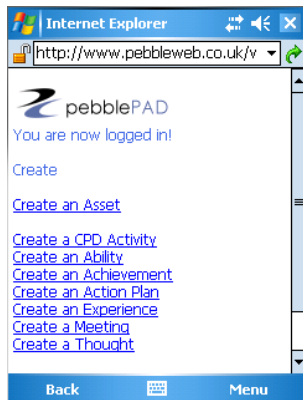 Internet Explorer
http://www.pebbleweb.co.uk/v
pebblePAD
You are now logged in!
Create
Create an Asset
Create a CPD Activity
Create an Ability
Create an Achievement
Create an Action Plan
Create an Experience
Create a Meeting
Create a Thought
Back Menu